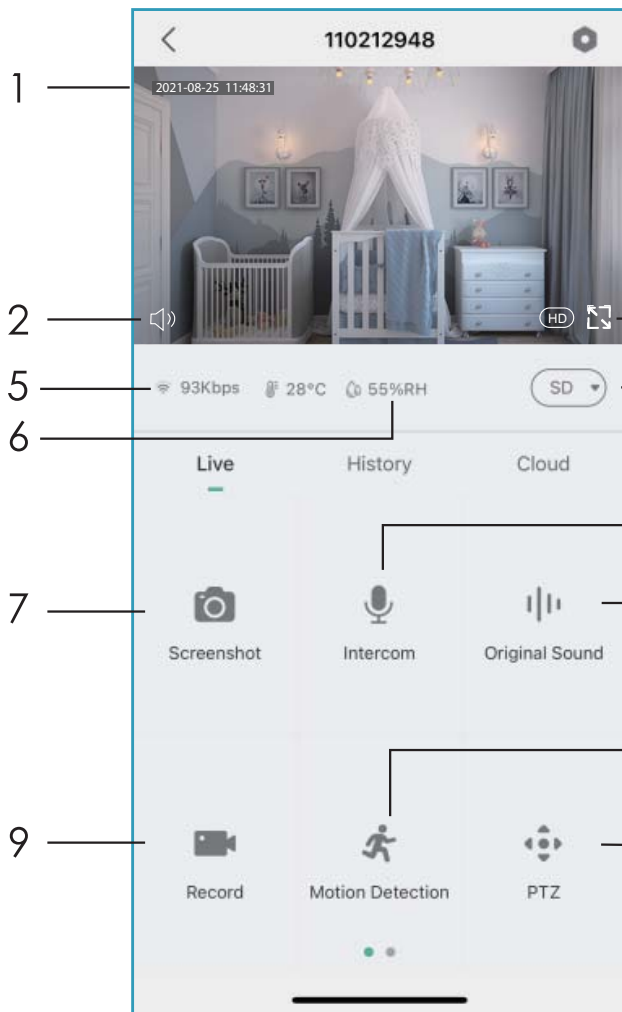 110212948
1
2021-08-25 11:48:31
2
HD
5
93Kbps 28°C 55%RH
SD
6
Live History Cloud
7
Screenshot Intercom Original Sound
9
Record Motion Detection PTZ